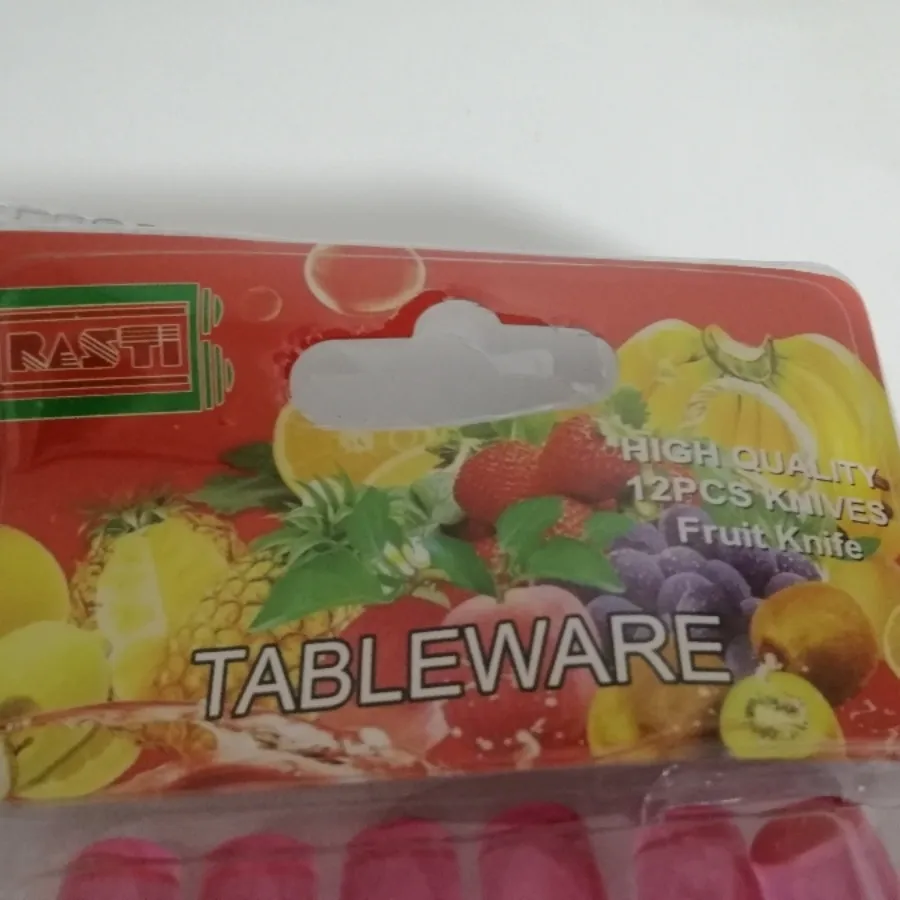 RASTI
HIGH QUALITY
12PCS KNIVES
Fruit Knife
TABLEWARE